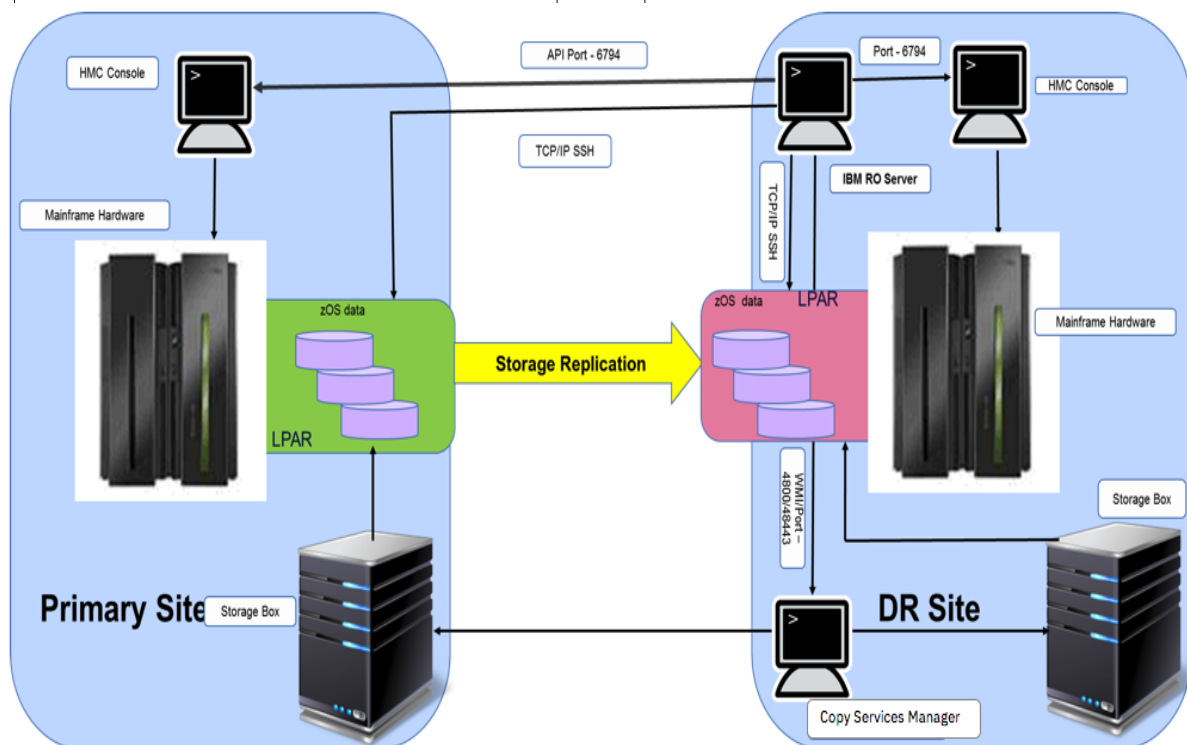 API Port - 6794
Port - 6794
HMC Console
HMC Console
TCP/IP SSH
IBM RO Server
TCP/IP SSH
Mainframe Hardware
zOS data
zOS data
LPAR
Mainframe Hardware
Storage Replication
LPAR
WMI/Port –
4800/48443
Storage Box
Primary Site
Storage Box
DR Site
Copy Services Manager